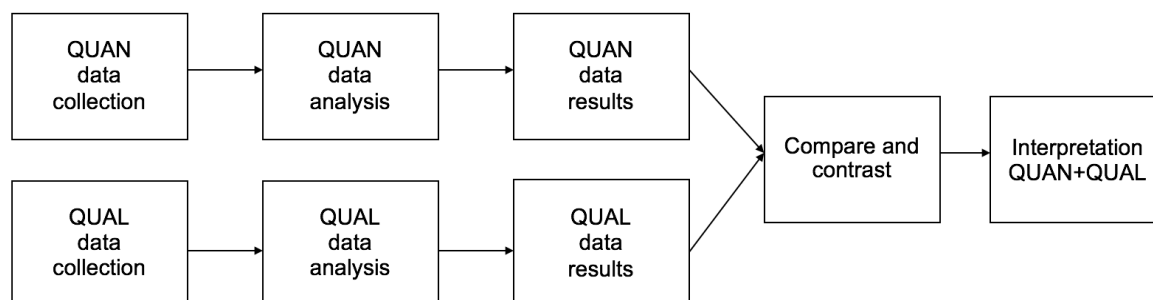 QUAN
data
collection
QUAN
data
analysis
QUAN
data
results
Compare and
contrast
Interpretation
QUAN+QUAL
QUAL
data
collection
QUAL
data
analysis
QUAL
data
results